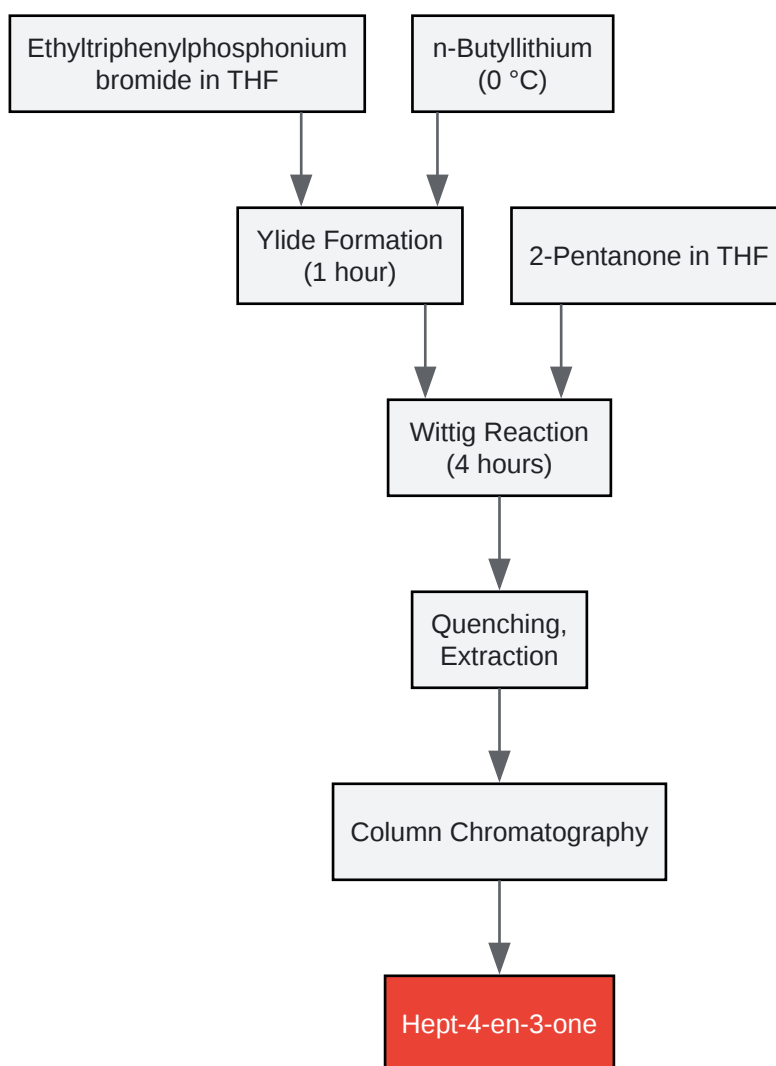 Ethyltriphenylphosphonium
bromide in THF
n-Butyllithium
(0 °C)
Ylide Formation
(1 hour)
2-Pentanone in THF
Wittig Reaction
(4 hours)
Quenching,
Extraction
Column Chromatography
Hept-4-en-3-one